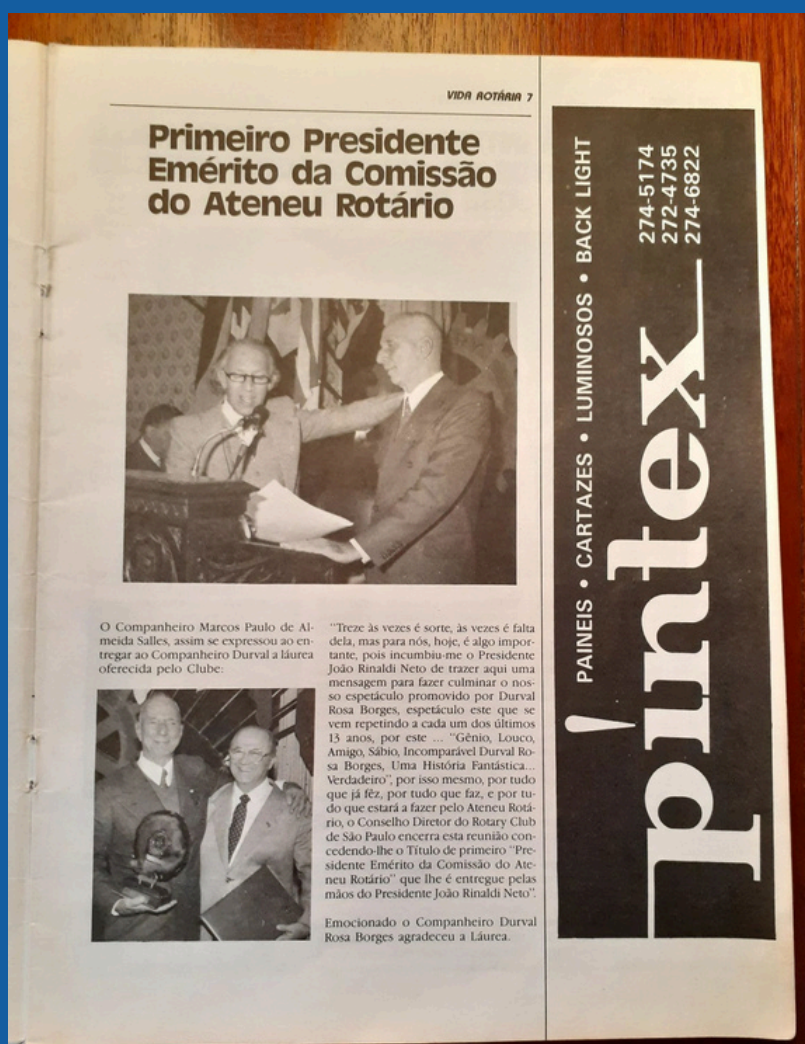 VIDA ROTÁRIA 7
Primeiro Presidente
Emérito da Comissão
do Ateneu Rotário
O Companheiro Marcos Paulo de Al-
meida Salles, assim se expressou ao en-
tregar ao Companheiro Durval a láurea
oferecida pelo Clube:
"Treze às vezes é sorte, às vezes é falta
dela, mas para nós, hoje, é algo impor-
tante, pois incumbiu-me o Presidente
João Rinaldi Neto de trazer aqui uma
mensagem para fazer culminar o nos-
so espetáculo promovido por Durval
Rosa Borges, espetáculo este que se
vem repetindo a cada um dos últimos
13 anos, por este ... "Gênio, Louco,
Amigo, Sábio, Incomparável Durval Ro-
sa Borges, Uma História Fantástica...
Verdadeiro", por isso mesmo, por tudo
que já fêz, por tudo que faz, e por tu-
do que estará a fazer pelo Ateneu Rotá-
rio, o Conselho Diretor do Rotary Club
de São Paulo encerra esta reunião con-
cedendo-lhe o Título de primeiro "Pre-
sidente Emérito da Comissão do Ate-
neu Rotário" que lhe é entregue pelas
mãos do Presidente João Rinaldi Neto".
Emocionado o Companheiro Durval
Rosa Borges agradeceu a Láurea.
PAINEIS • CARTAZES • LUMINOSOS • BACK LIGHT
pintex
274-5174
272-4735
274-6822